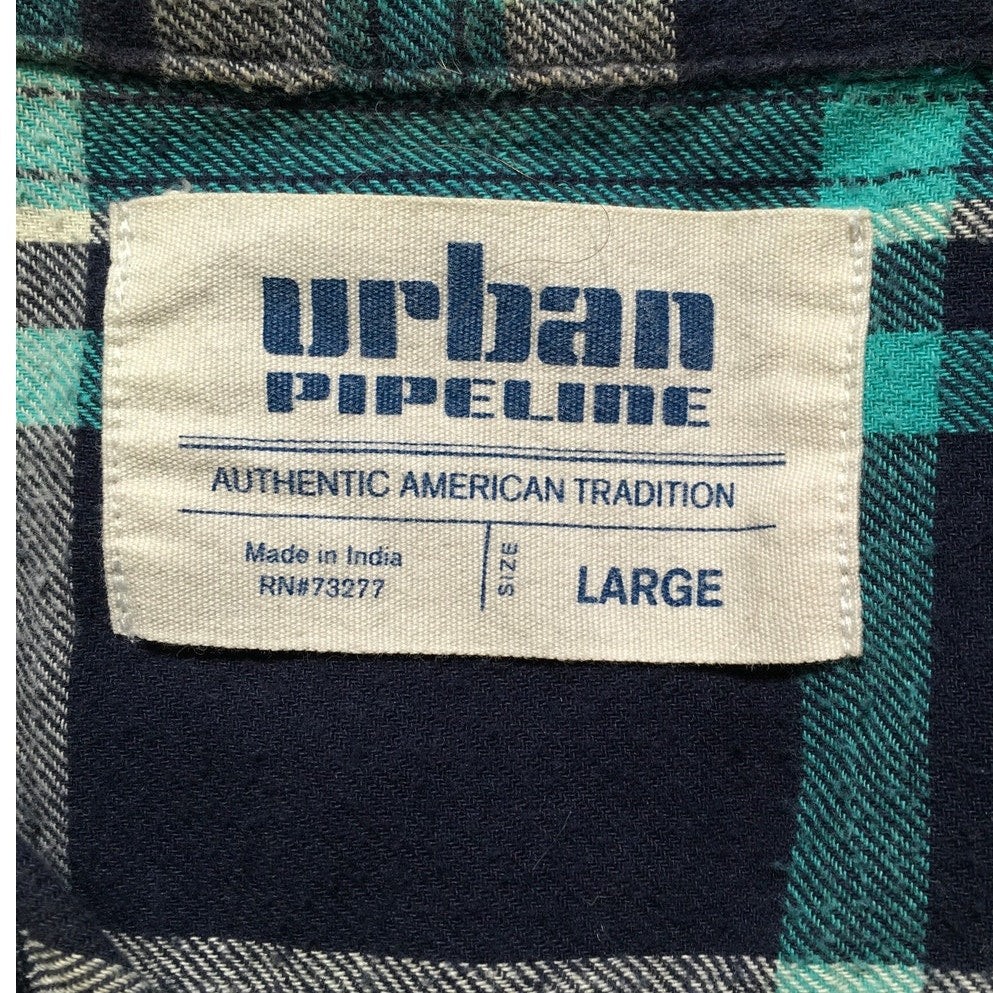 urban
PIPELINE
AUTHENTIC AMERICAN TRADITION
Made in India
RN#73277
SIZE
LARGE